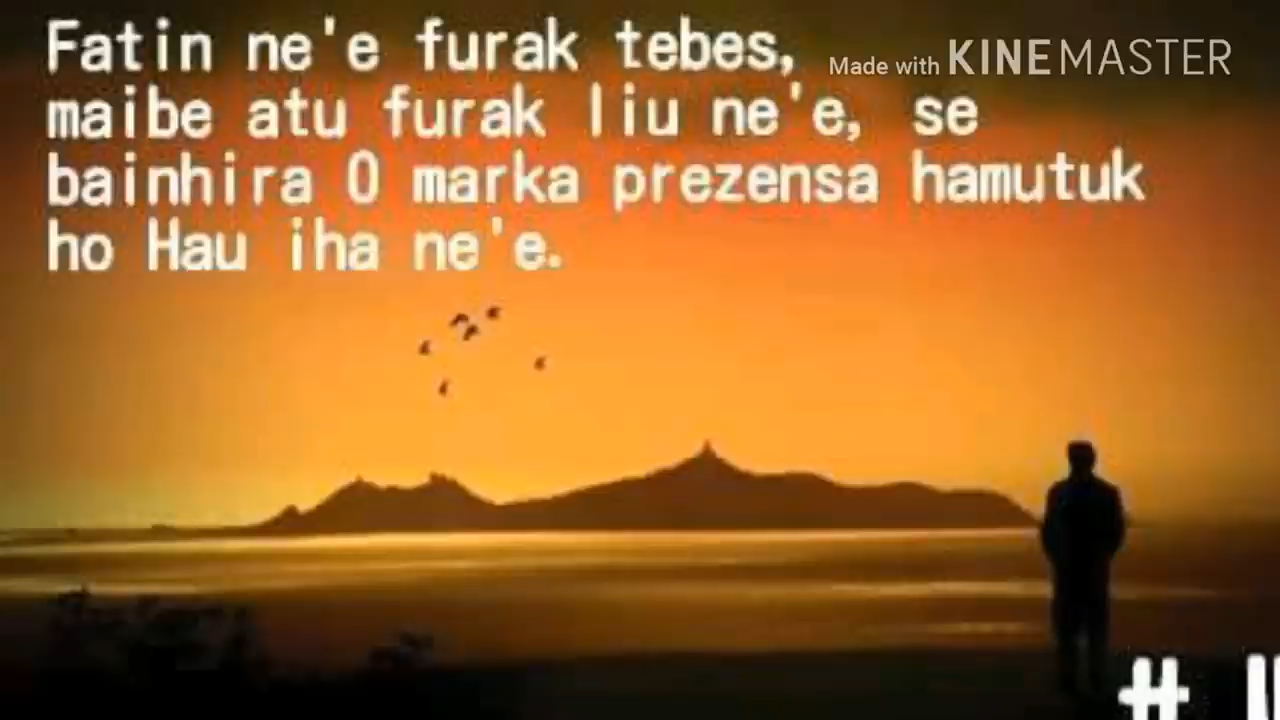 Fatin ne'e furak tebes,
Made with KINEMASTER
maibe atu furak liu ne'e, se
bainhira O marka prezensa hamutuk
ho Hau iha ne'e.
#